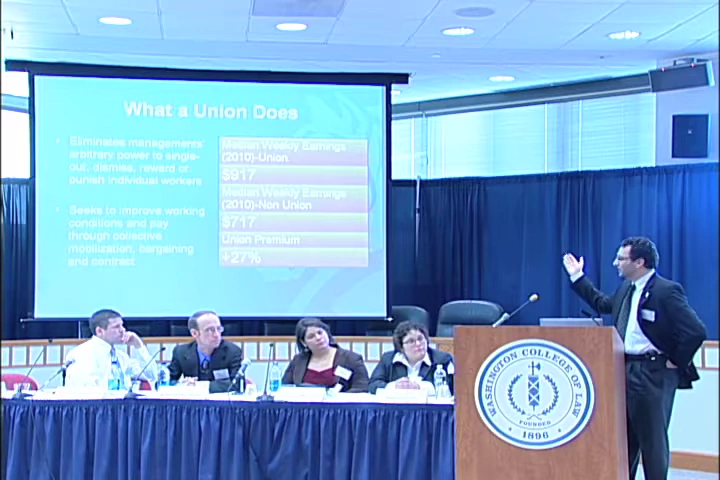 What a Union Does
Eliminates managements'
arbitrary power to single-
out, dismiss, reward or
punish individual workers
Seeks to improve working
conditions and pay
through collective
mobilization, bargaining
and contract
Median Weekly Earnings
(2010)-Union
$917
Median Weekly Earnings
(2010)-Non Union
$717
Union Premium
+27%
WASHINGTON COLLEGE OF LAW
FOUNDED
1896